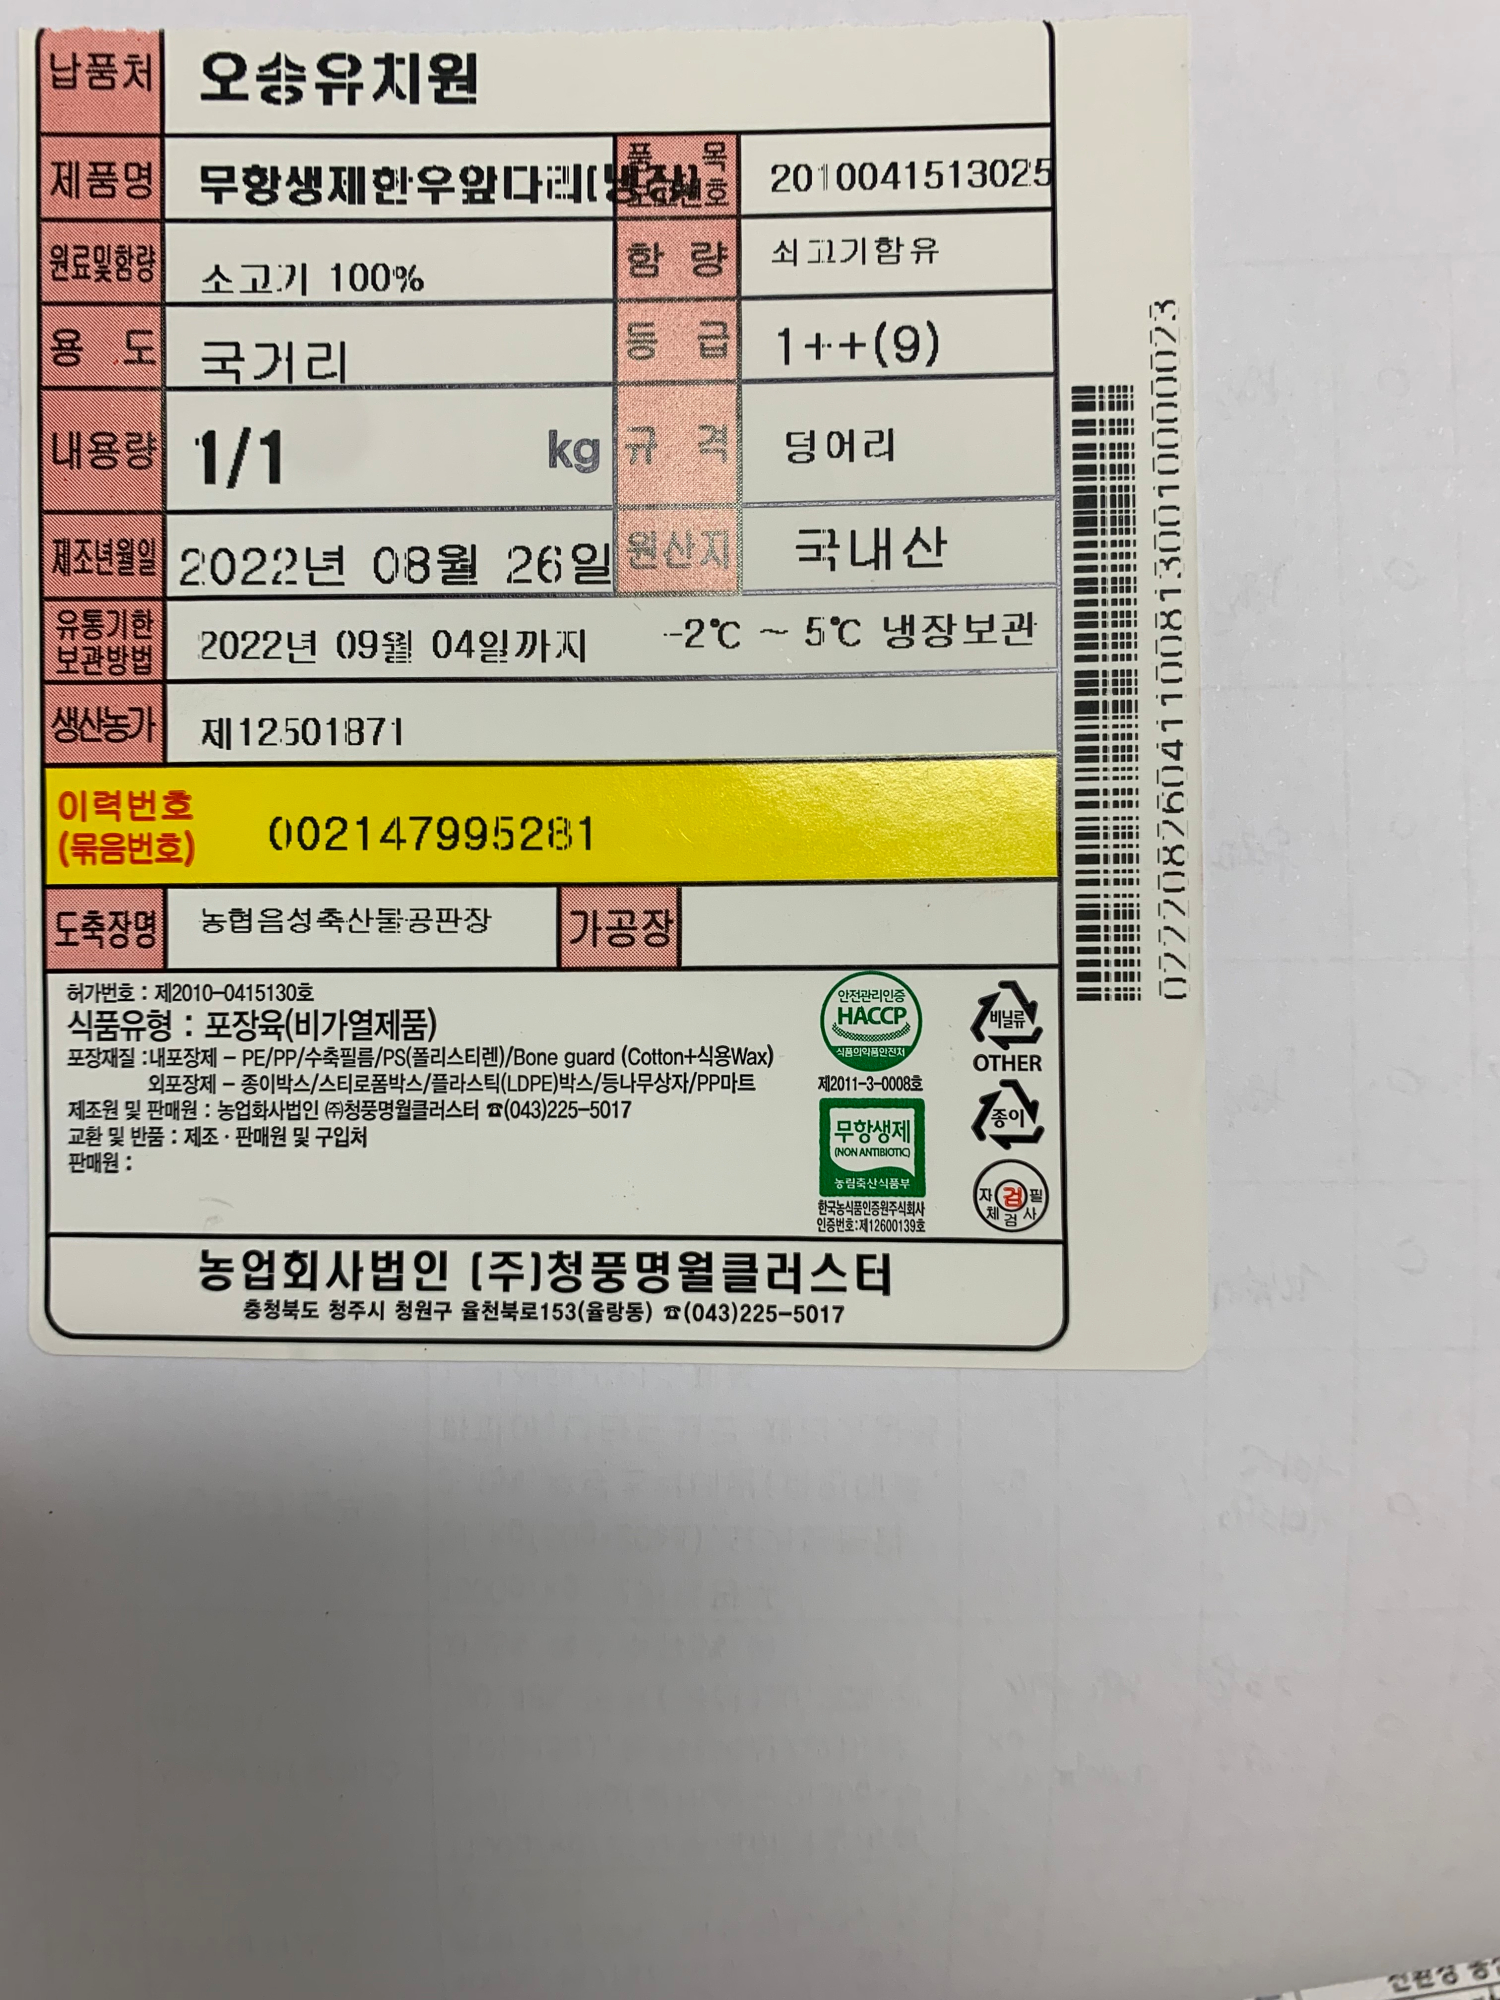 납품처 오송유치원
제품명 무항생제한우앞다리(냉장) 품 목 보고번호 2010041513025
원료및함량 소고기 100% 함 량 쇠고기함유
용 도 국거리 등 급 1++(9)
내용량 1/1 kg 규 격 덩어리
제조년월일 2022년 08월 26일 원산지 국내산
유통기한
보관방법 2022년 09월 04일까지 -2℃ ~ 5℃ 냉장보관
생산농가 제12501871
이력번호
(묶음번호) 002147995281
도축장명 농협음성축산물공판장 가공장
허가번호 : 제2010-0415130호
식품유형 : 포장육(비가열제품)
포장재질 :내포장제 - PE/PP/수축필름/PS(폴리스티렌)/Bone guard (Cotton+식용Wax)
외포장제 - 종이박스/스티로폼박스/플라스틱(LDPE)박스/등나무상자/PP마트
제조원 및 판매원 : 농업회사법인 ㈜청풍명월클러스터 ☎(043)225-5017
교환 및 반품 : 제조 · 판매원 및 구입처
판매원 :
안전관리인증
HACCP
식품의약품안전처
제2011-3-0008호
무항생제
(NON ANTIBIOTIC)
농림축산식품부
한국농식품인증원주식회사
인증번호:제12600139호
비닐류
OTHER
종이
자체검사필
검
농업회사법인 (주)청풍명월클러스터
충청북도 청주시 청원구 율천북로153(율랑동) ☎(043)225-5017